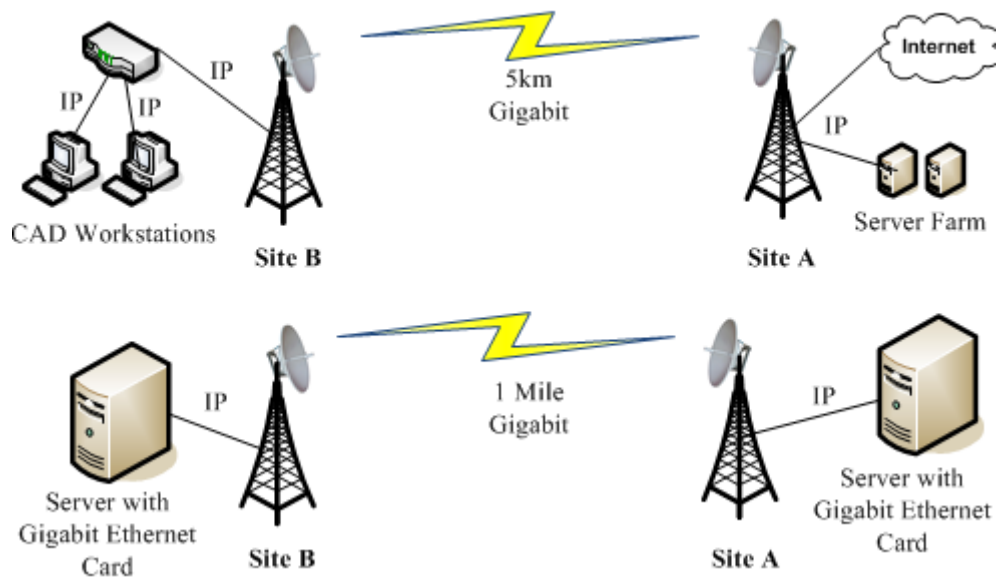 Internet
IP
5km
Gigabit
IP
IP
IP
CAD Workstations
Server Farm
Site B
Site A
1 Mile
Gigabit
IP
IP
Server with
Gigabit Ethernet
Card
Site B
Site A
Server with
Gigabit Ethernet
Card